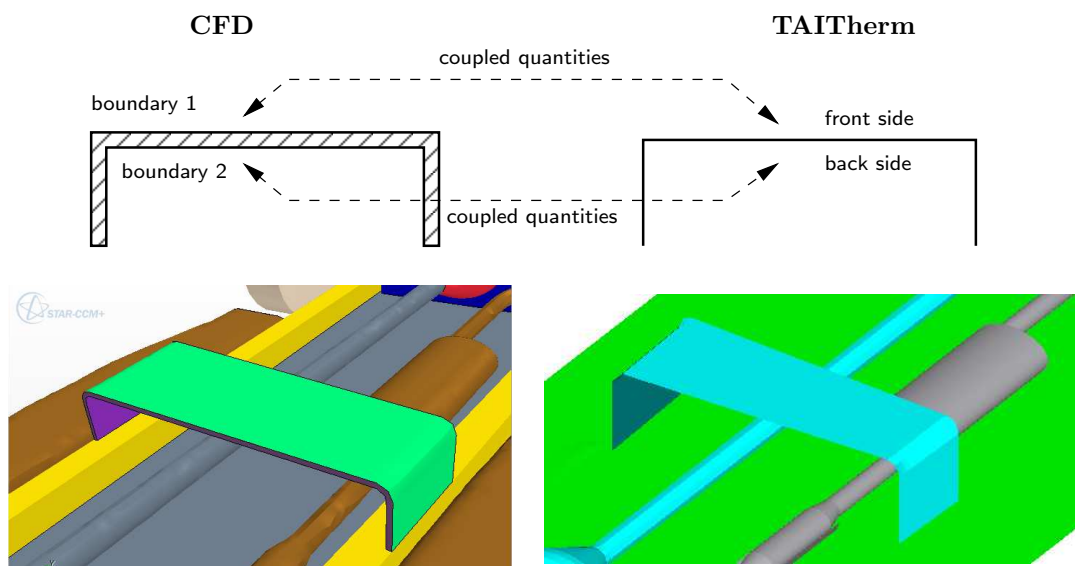 CFD
TAITherm
coupled quantities
boundary 1
front side
boundary 2
back side
coupled quantities
STAR-CCM+